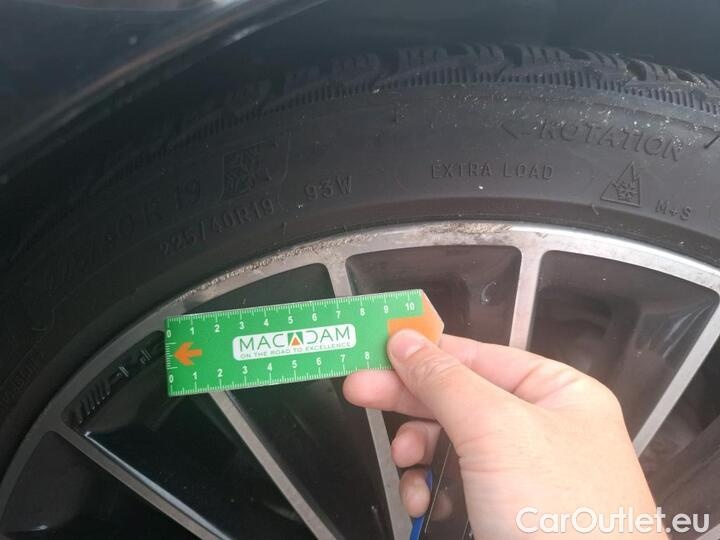 ROTATION
EXTRA LOAD
M+S
225/40R19 93W
AMG
0 1 2 3 4 5 6 7 8 9 10
MACADAM
ON THE ROAD TO EXCELLENCE
0 1 2 3 4 5 6 7 8
CarOutlet.eu